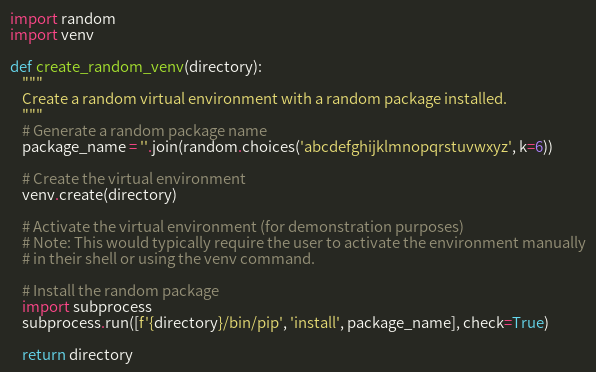 import random
import venv

def create_random_venv(directory):
    """
    Create a random virtual environment with a random package installed.
    """
    # Generate a random package name
    package_name = ''.join(random.choices('abcdefghijklmnopqrstuvwxyz', k=6))

    # Create the virtual environment
    venv.create(directory)

    # Activate the virtual environment (for demonstration purposes)
    # Note: This would typically require the user to activate the environment manually
    # in their shell or using the venv command.

    # Install the random package
    import subprocess
    subprocess.run([f'{directory}/bin/pip', 'install', package_name], check=True)

    return directory